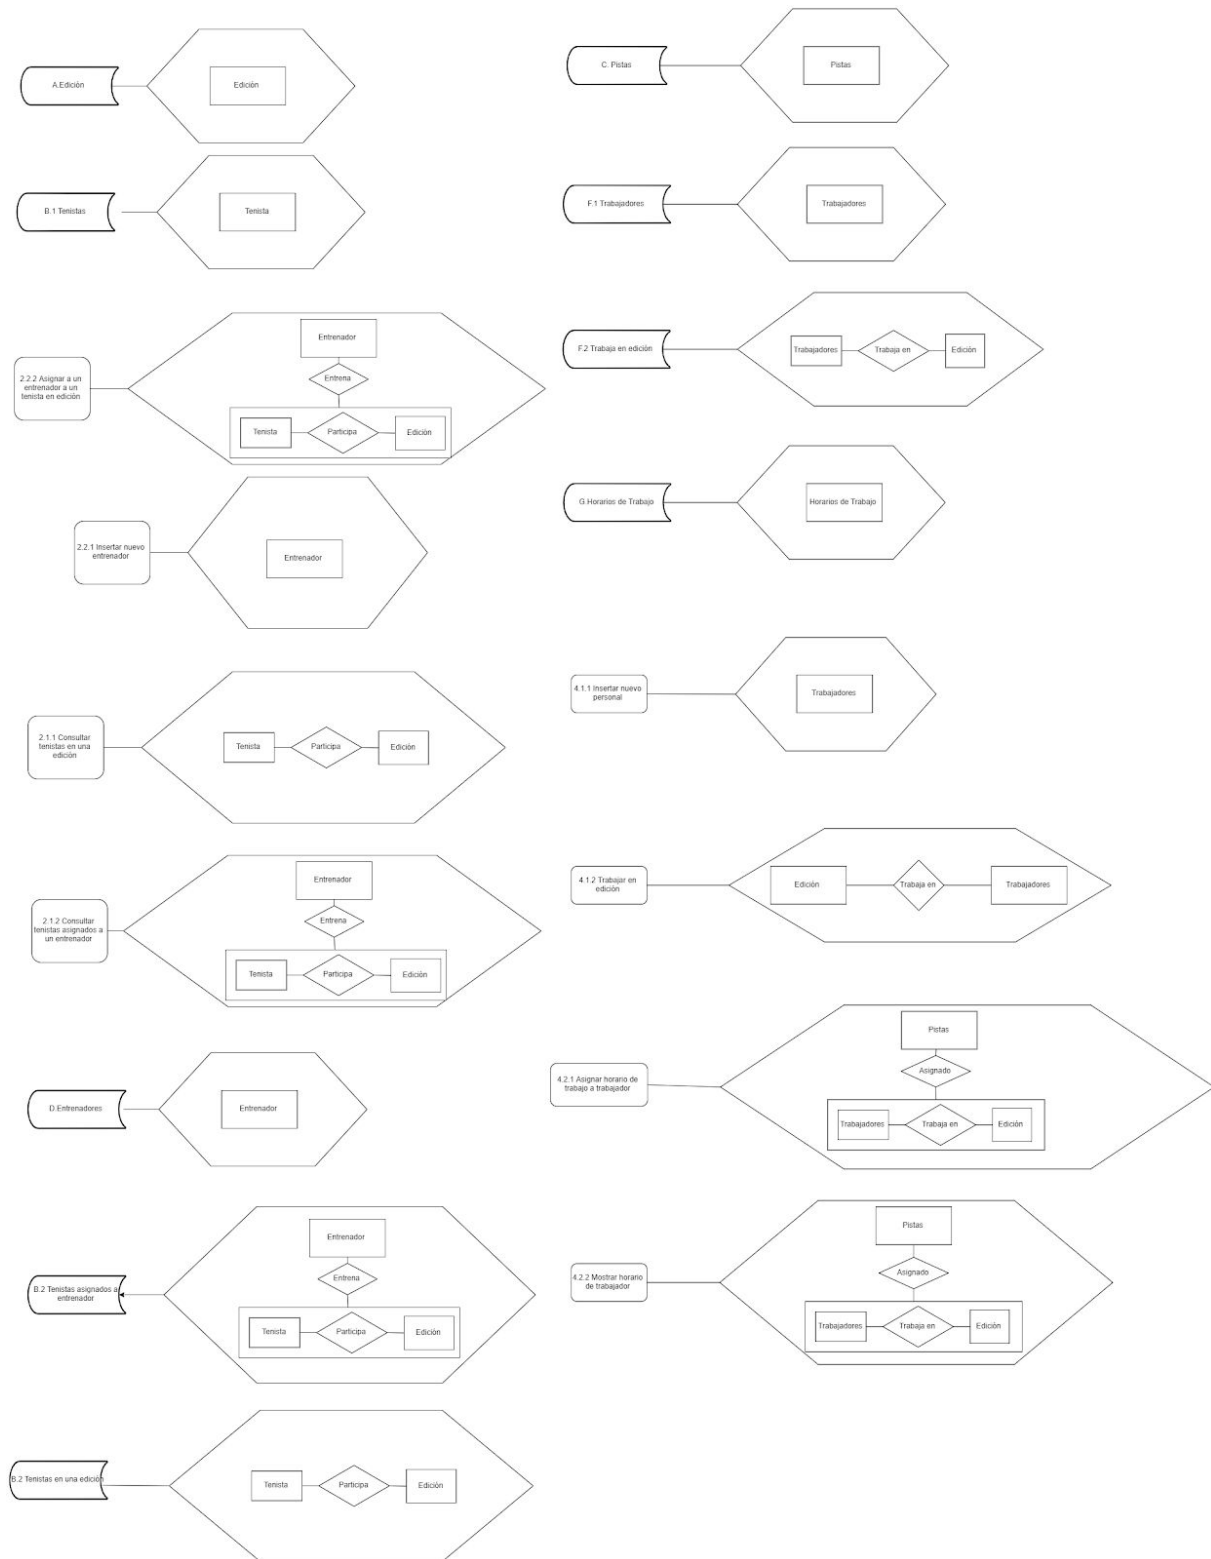 A.Edición
Edición
B.1 Tenistas
Tenista
2.2.2 Asignar a un
entrenador a un
tenista en edición
Entrenador
Entrena
Tenista
Participa
Edición
2.2.1 Insertar nuevo
entrenador
Entrenador
2.1.1 Consultar
tenistas en una
edición
Tenista
Participa
Edición
2.1.2 Consultar
tenistas asignados a
un entrenador
Entrenador
Entrena
Tenista
Participa
Edición
D.Entrenadores
Entrenador
B.2 Tenistas asignados a
entrenador
Entrenador
Entrena
Tenista
Participa
Edición
B.2 Tenistas en una edición
Tenista
Participa
Edición
C. Pistas
Pistas
F.1 Trabajadores
Trabajadores
F.2 Trabaja en edición
Trabajadores
Trabaja en
Edición
G.Horarios de Trabajo
Horarios de Trabajo
4.1.1 Insertar nuevo
personal
Trabajadores
4.1.2 Trabajar en
edición
Edición
Trabaja en
Trabajadores
4.2.1 Asignar horario de
trabajo a trabajador
Pistas
Asignado
Trabajadores
Trabaja en
Edición
4.2.2 Mostrar horario
de trabajador
Pistas
Asignado
Trabajadores
Trabaja en
Edición